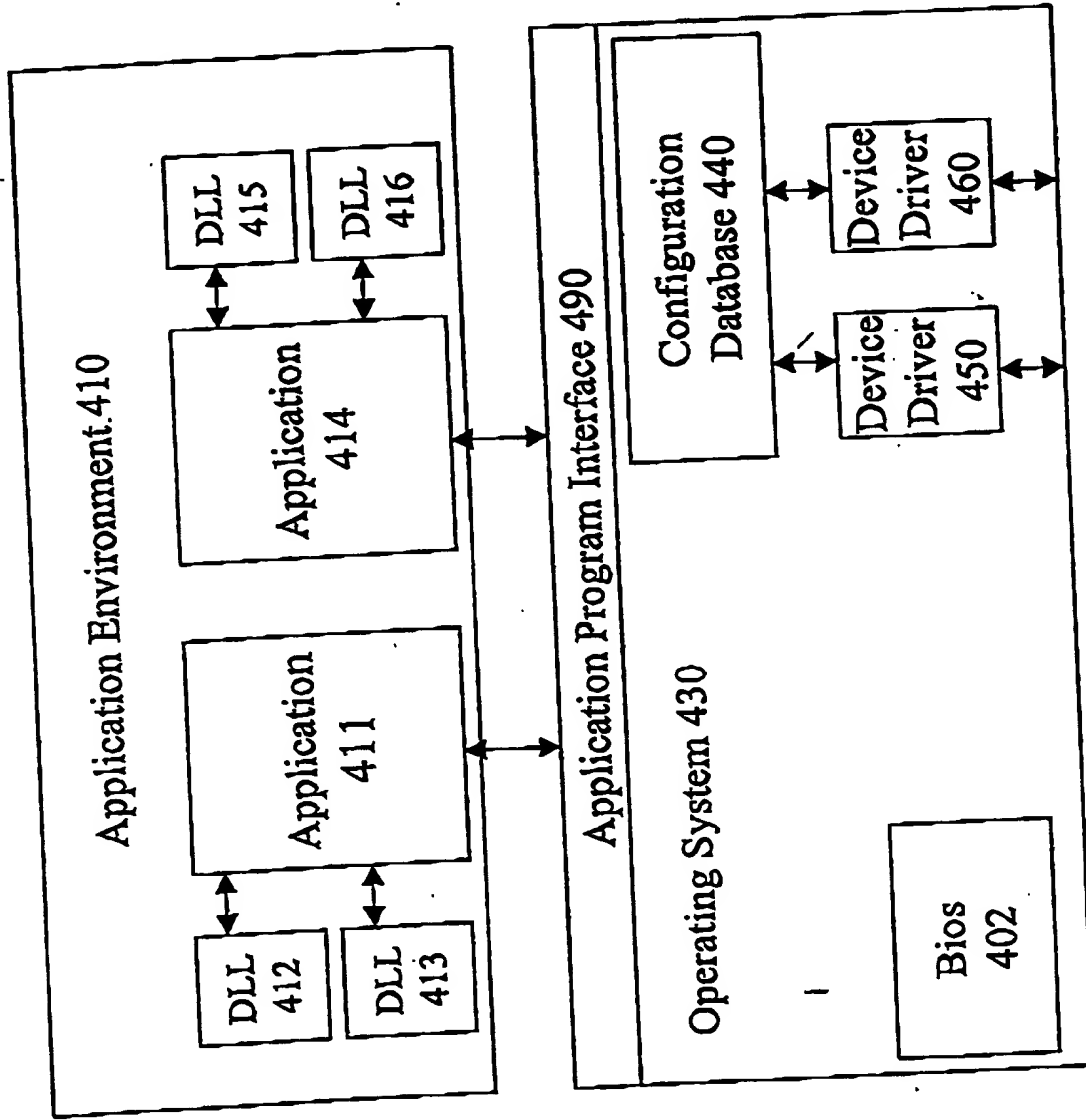 Application Environment.410
DLL
412
DLL
413
Application
411
Application
414
DLL
415
DLL
416
Application Program Interface 490
Operating System 430
Bios
402
Configuration
Database 440
Device
Driver
450
Device
Driver
460